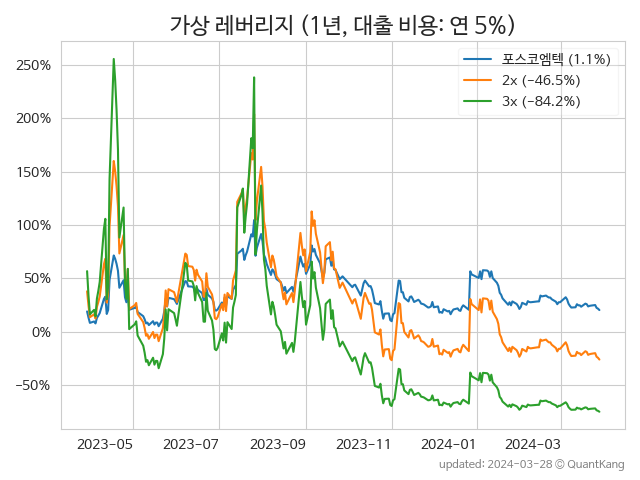 가상 레버리지 (1년, 대출 비용: 연 5%)
포스코엠텍 (1.1%)
2x (−46.5%)
3x (−84.2%)
250%
200%
150%
100%
50%
0%
−50%
2023-05 2023-07 2023-09 2023-11 2024-01 2024-03
updated: 2024-03-28 © QuantKang